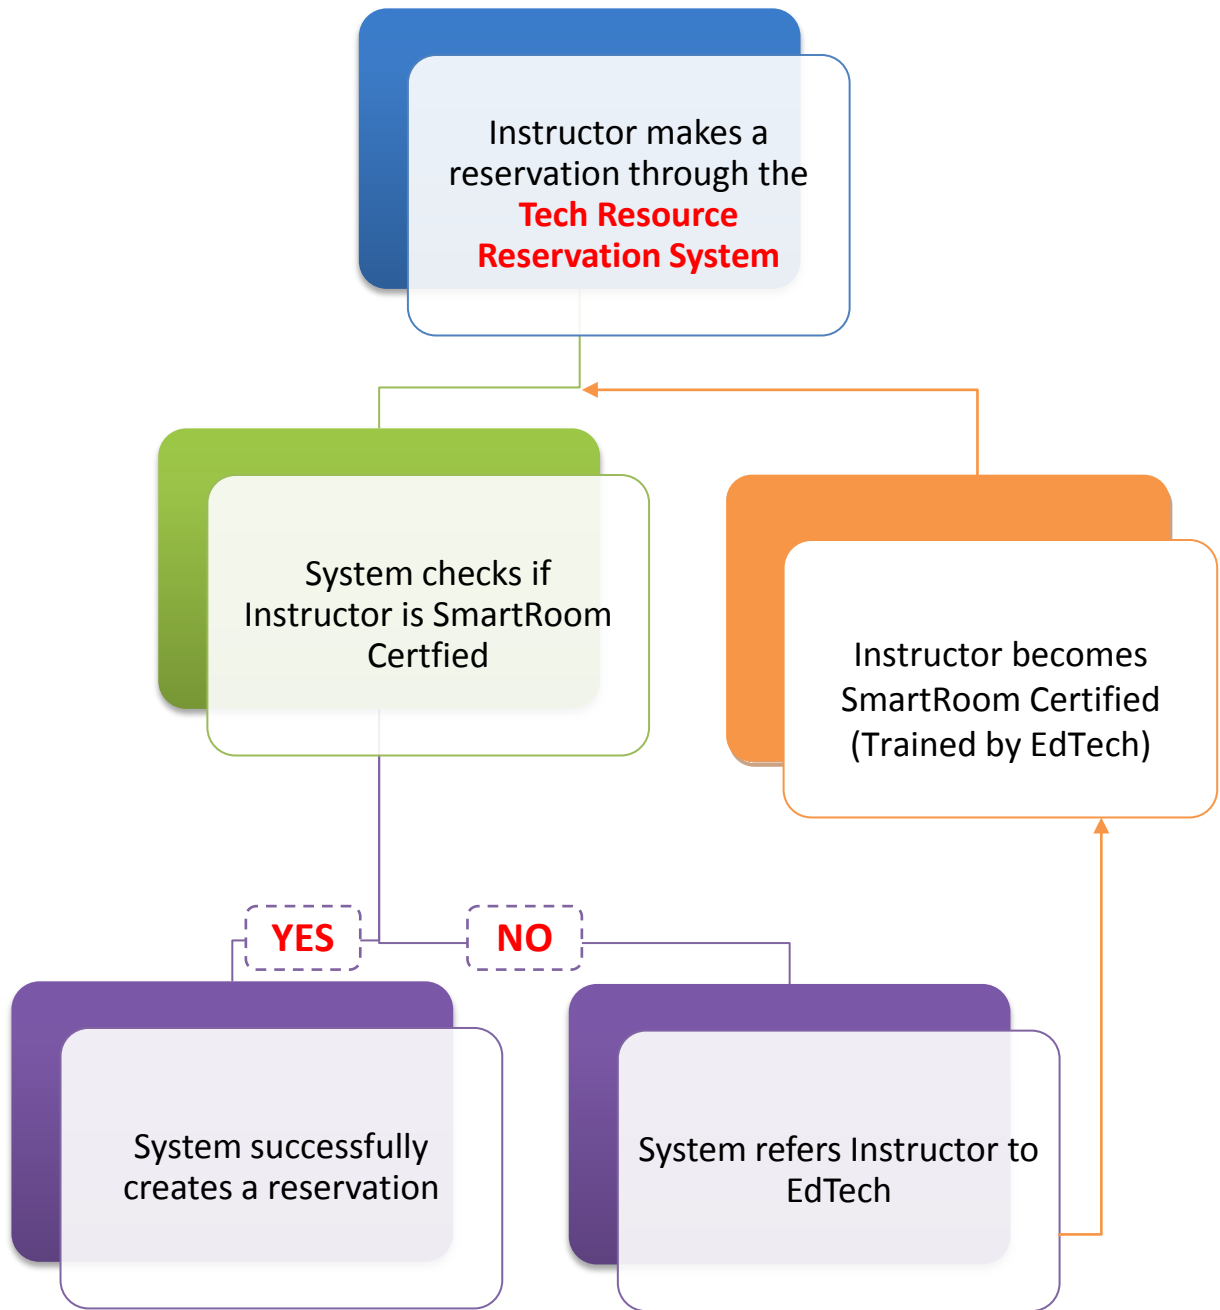 Instructor makes a
reservation through the
Tech Resource
Reservation System
System checks if
Instructor is SmartRoom
Certfied
Instructor becomes
SmartRoom Certified
(Trained by EdTech)
YES
NO
System successfully
creates a reservation
System refers Instructor to
EdTech